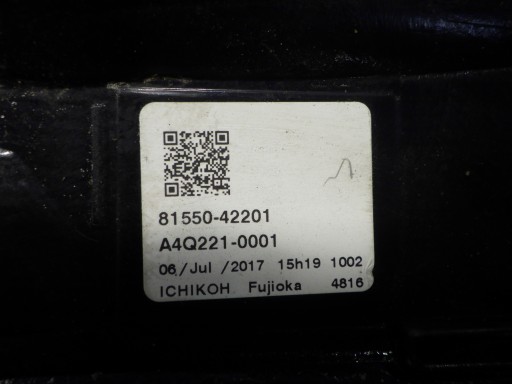 81550-42201
A4Q221-0001
06/Jul /2017 15h19 1002
ICHIKOH Fujioka 4816